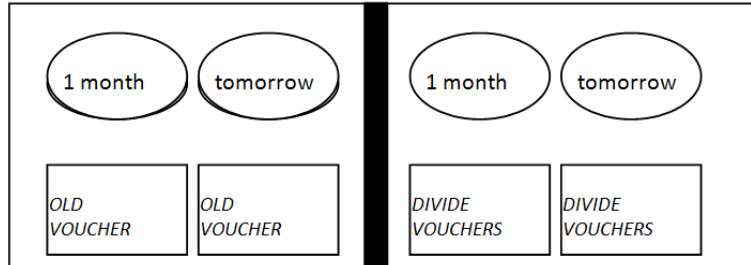 1 month tomorrow 1 month tomorrow
OLD OLD DIVIDE DIVIDE
VOUCHER VOUCHER VOUCHERS VOUCHERS